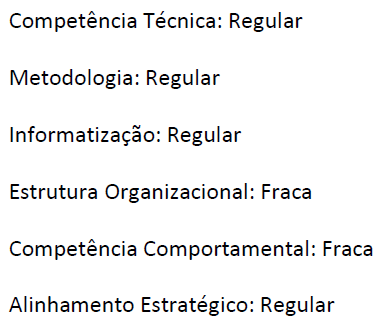 Competência Técnica: Regular
Metodologia: Regular
Informatização: Regular
Estrutura Organizacional: Fraca
Competência Comportamental: Fraca
Alinhamento Estratégico: Regular